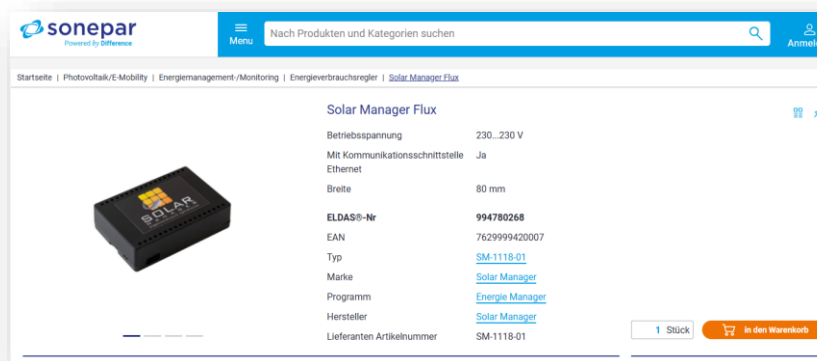 sonepar
Powered by Difference
Menu
Nach Produkten und Kategorien suchen
Startseite | Photovoltaik/E-Mobility | Energiemanagement-/Monitoring | Energieverbrauchsregler | Solar Manager Flux
Solar Manager Flux
Betriebsspannung 230...230 V
Mit Kommunikationsschnittstelle Ja
Ethernet
Breite 80 mm
SOLAR
ELDAS®-Nr 994780268
EAN 7629999420007
Typ SM-1118-01
Marke Solar Manager
Programm Energie Manager
Hersteller Solar Manager
Lieferanten Artikelnummer SM-1118-01
1 Stück
in den Warenkorb